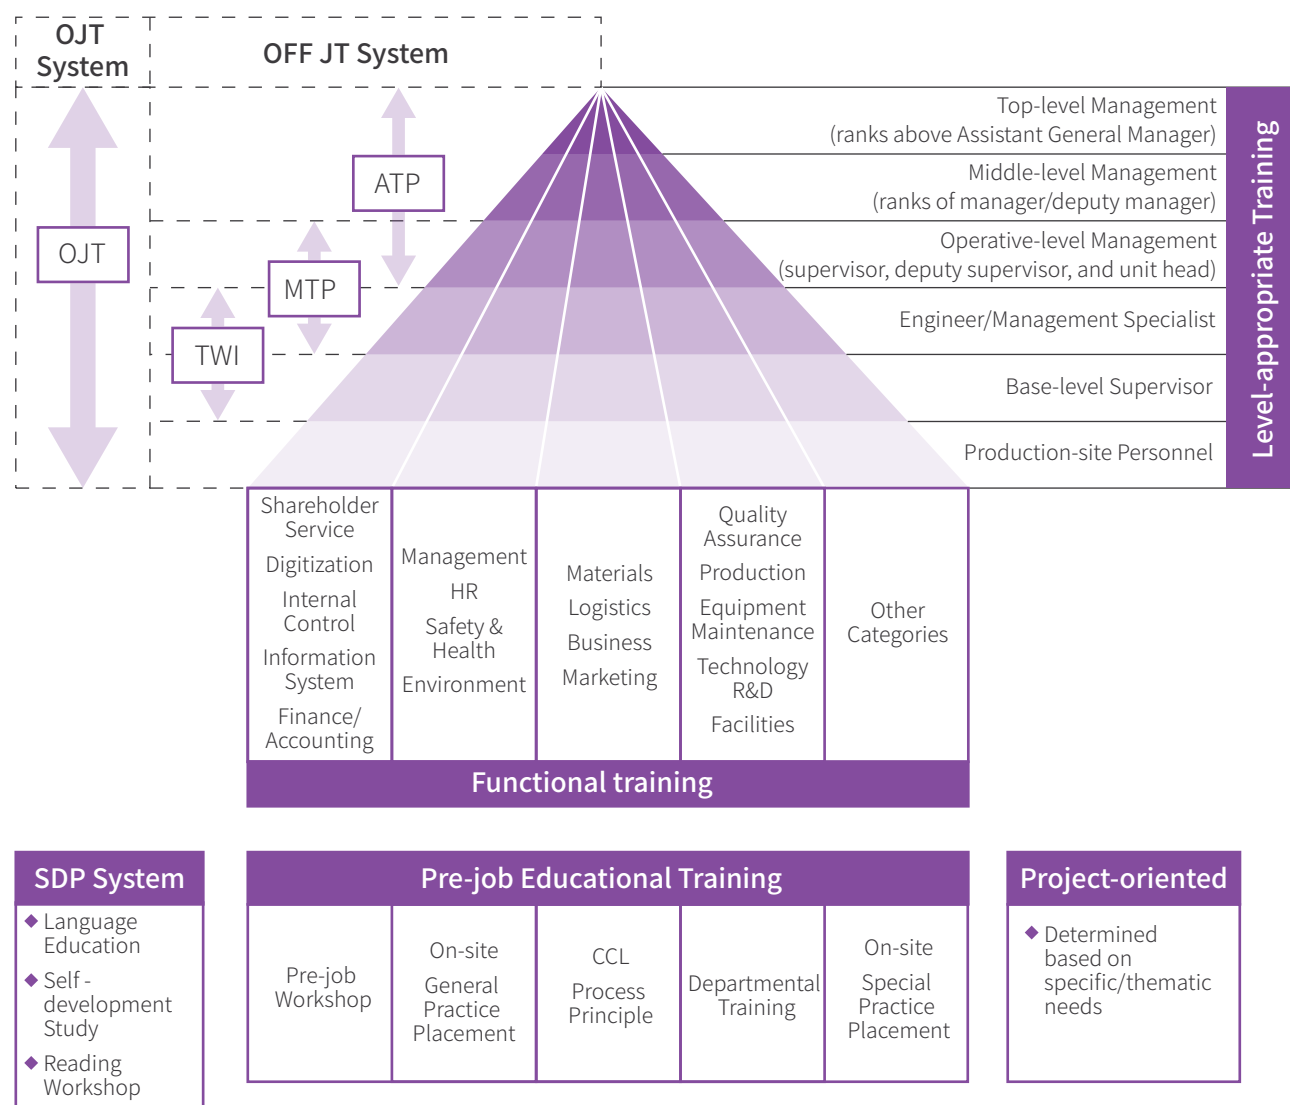 OJT
System
OFF JT System
OJT
ATP
MTP
TWI
Top-level Management
(ranks above Assistant General Manager)
Middle-level Management
(ranks of manager/deputy manager)
Operative-level Management
(supervisor, deputy supervisor, and unit head)
Engineer/Management Specialist
Base-level Supervisor
Production-site Personnel
Level-appropriate Training
Shareholder
Service
Digitization
Internal
Control
Information
System
Finance/
Accounting
Management
HR
Safety &
Health
Environment
Materials
Logistics
Business
Marketing
Quality
Assurance
Production
Equipment
Maintenance
Technology
R&D
Facilities
Other
Categories
Functional training
SDP System
◆ Language
Education
◆ Self -
development
Study
◆ Reading
Workshop
Pre-job Educational Training
Pre-job
Workshop
On-site
General
Practice
Placement
CCL
Process
Principle
Departmental
Training
On-site
Special
Practice
Placement
Project-oriented
◆ Determined
based on
specific/thematic
needs